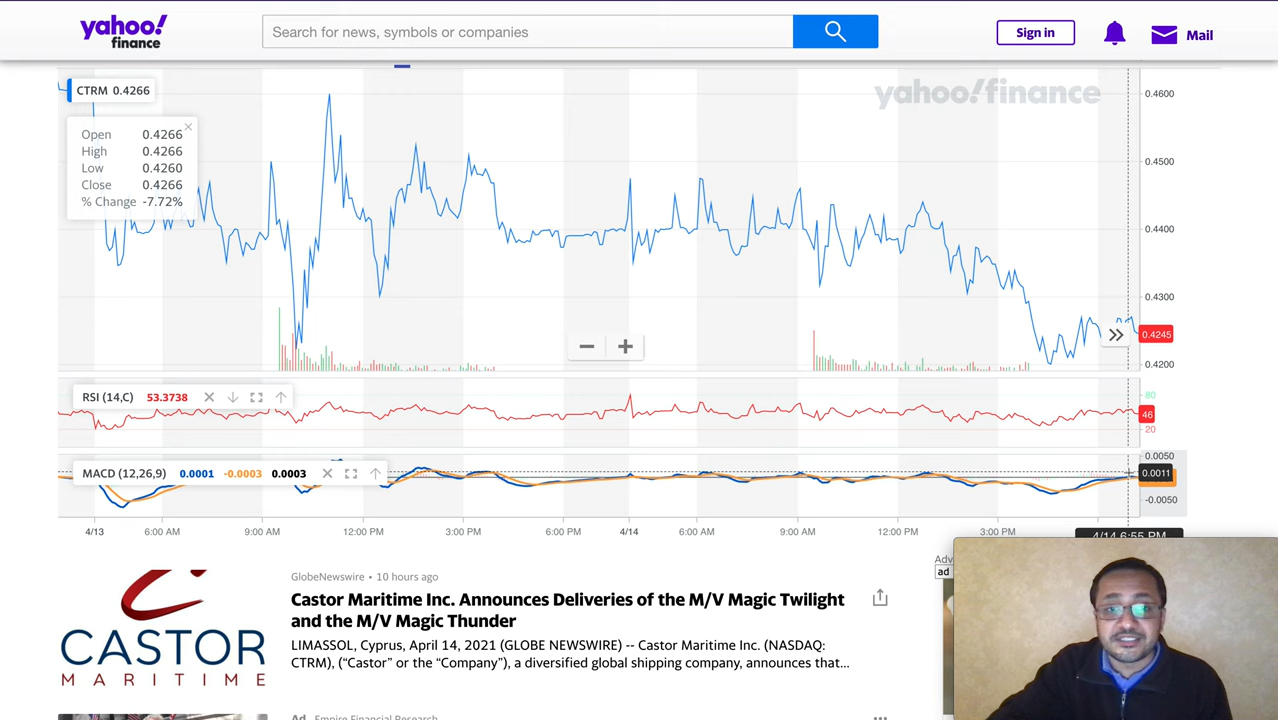 yahoo!
finance
Search for news, symbols or companies
Sign in
Mail
CTRM 0.4266
yahoo!finance
Open 0.4266
High 0.4266
Low 0.4260
Close 0.4266
% Change -7.72%
0.4600
0.4500
0.4400
0.4300
0.4245
0.4200
RSI (14,C) 53.3738
80
46
20
MACD (12,26,9) 0.0001 -0.0003 0.0003
0.0050
0.0011
-0.0050
4/13 6:00 AM 9:00 AM 12:00 PM 3:00 PM 6:00 PM 4/14 6:00 AM 9:00 AM 12:00 PM 3:00 PM
4/14 6:55 PM
GlobeNewswire • 10 hours ago
Castor Maritime Inc. Announces Deliveries of the M/V Magic Twilight
and the M/V Magic Thunder
LIMASSOL, Cyprus, April 14, 2021 (GLOBE NEWSWIRE) -- Castor Maritime Inc. (NASDAQ:
CTRM), ("Castor" or the "Company"), a diversified global shipping company, announces that...
CASTOR
MARITIME
Adv
ad
Ad Empire Financial Research